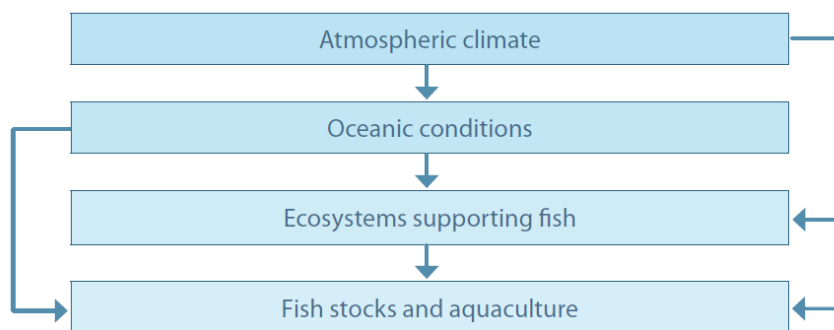 Atmospheric climate
Oceanic conditions
Ecosystems supporting fish
Fish stocks and aquaculture